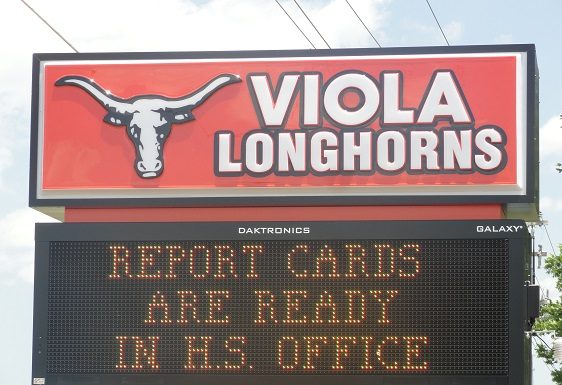 VIOLA
LONGHORNS
DAKTRONICS GALAXY®
REPORT CARDS
ARE READY
IN H.S. OFFICE